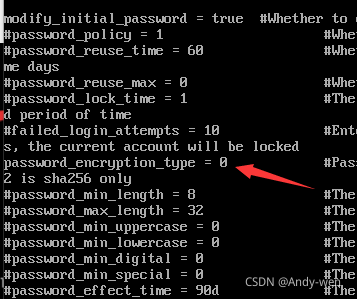 modify_initial_password = true #Whether to
#password_policy = 1 #Whe
#password_reuse_time = 60 #Whe
me days
#password_reuse_max = 0 #Whe
#password_lock_time = 1 #The
d period of time
#failed_login_attempts = 10 #Ente
s, the current account will be locked
password_encryption_type = 0 #Pas
2 is sha256 only
#password_min_length = 8 #The
#password_max_length = 32 #The
#password_min_uppercase = 0 #The
#password_min_lowercase = 0 #The
#password_min_digital = 0 #The
#password_min_special = 0 #The
#password_effect_time = 90d #The
CSDN @Andy-wen